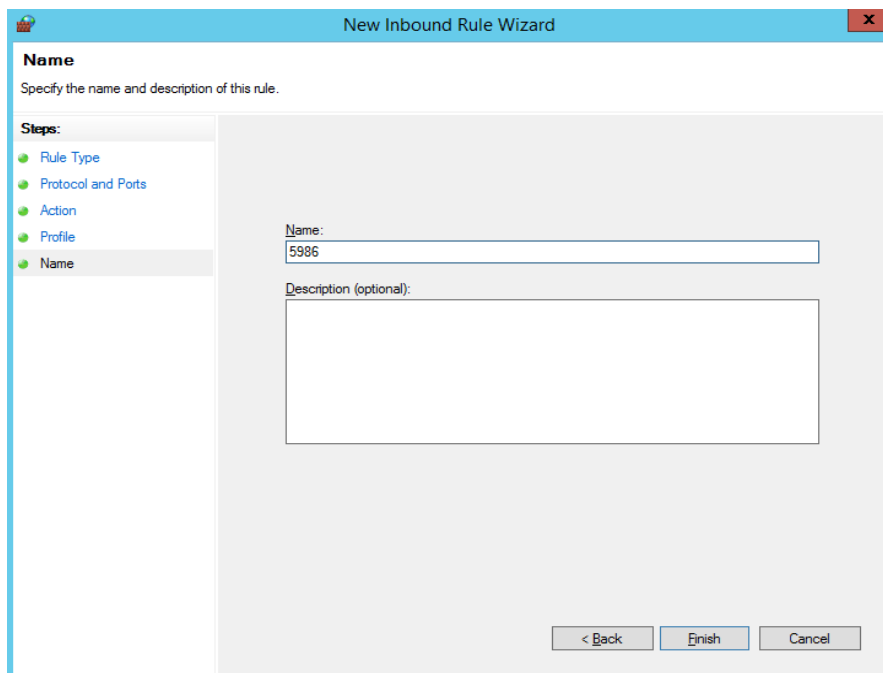 New Inbound Rule Wizard
x
Name
Specify the name and description of this rule.
Steps:
Rule Type
Protocol and Ports
Action
Profile
Name
Name:
5986
Description (optional):
< Back
Finish
Cancel